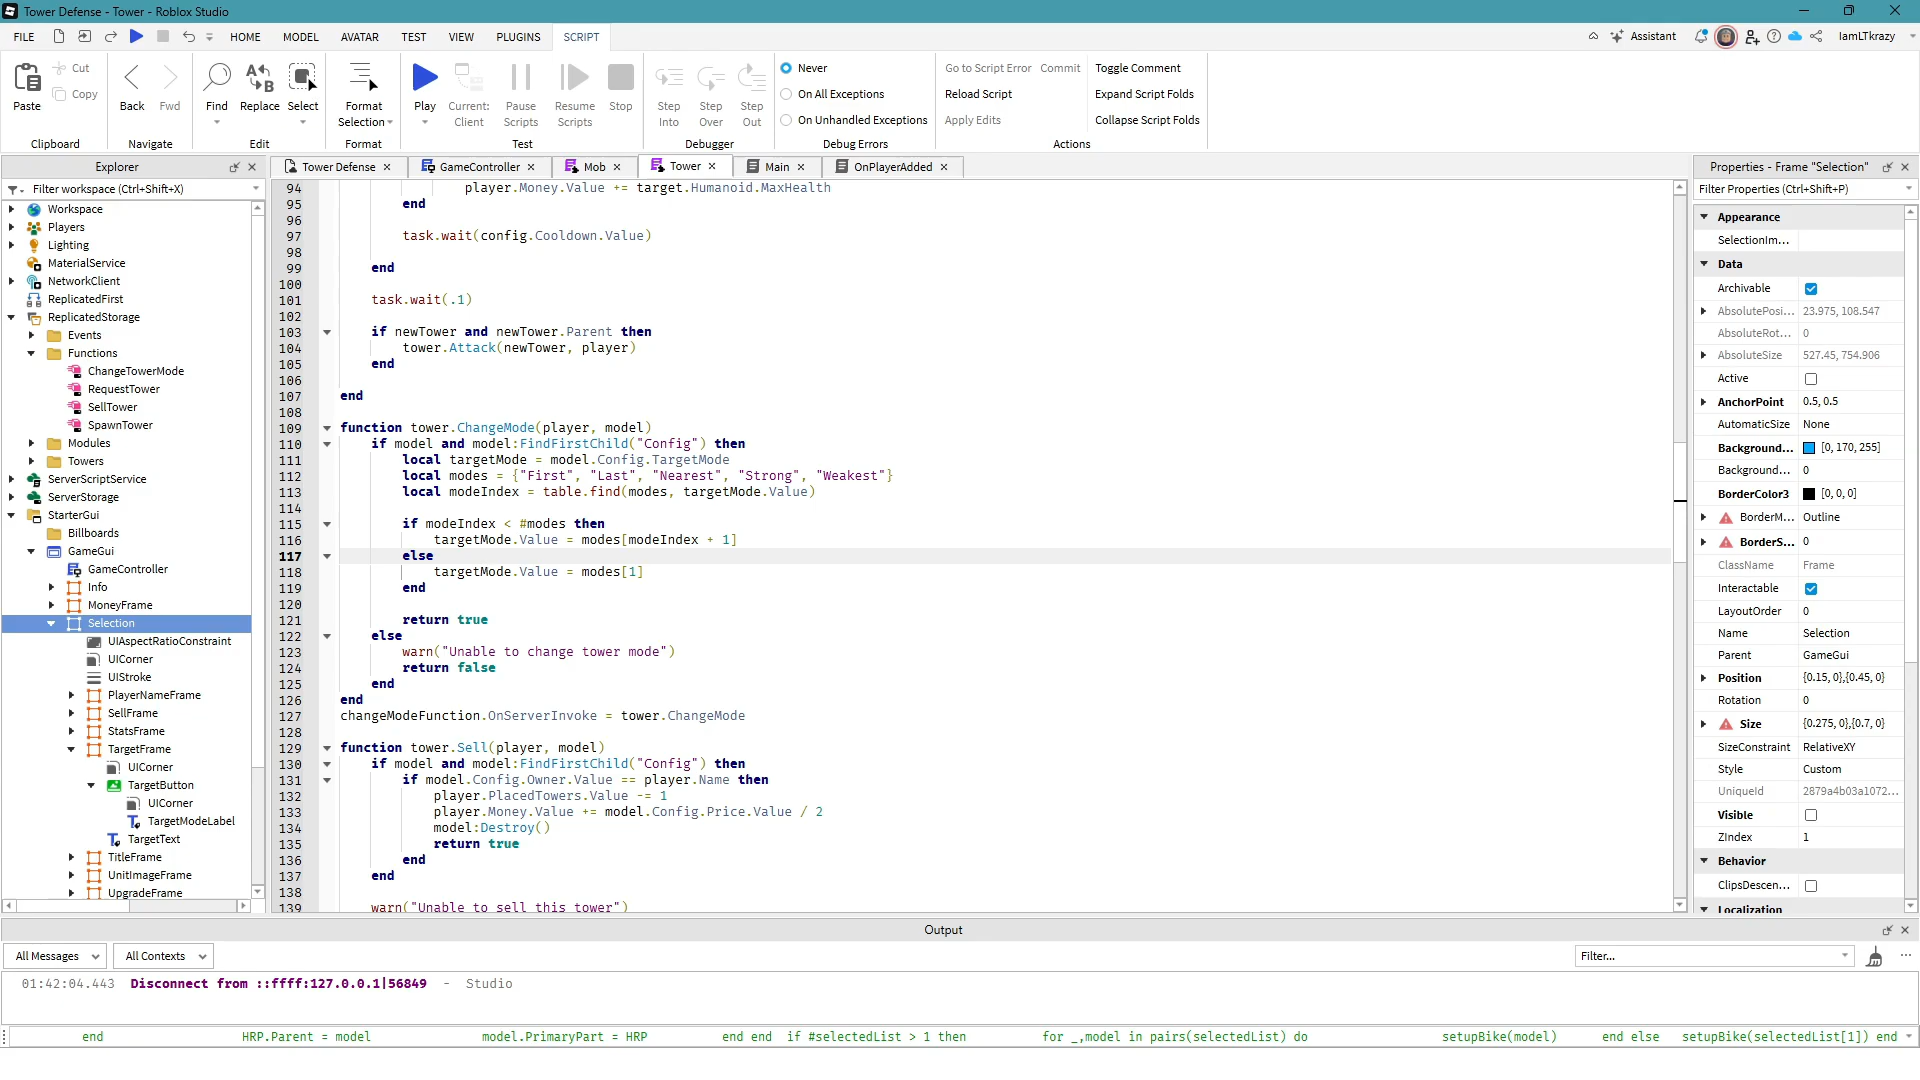 Tower Defense - Tower - Roblox Studio
FILE HOME MODEL AVATAR TEST VIEW PLUGINS SCRIPT Assistant IamLTkrazy
Paste Cut Copy Clipboard
Back Fwd Navigate
Find Replace Select Edit
Format Selection Format
Play Current: Client Pause Scripts Resume Scripts Stop Test
Step Into Step Over Step Out Debugger
Never
On All Exceptions
On Unhandled Exceptions
Debug Errors
Go to Script Error Commit Toggle Comment
Reload Script Expand Script Folds
Apply Edits Collapse Script Folds
Actions
Explorer
Filter workspace (Ctrl+Shift+X)
Workspace
Players
Lighting
MaterialService
NetworkClient
ReplicatedFirst
ReplicatedStorage
Events
Functions
ChangeTowerMode
RequestTower
SellTower
SpawnTower
Modules
Towers
ServerScriptService
ServerStorage
StarterGui
Billboards
GameGui
GameController
Info
MoneyFrame
Selection
UIAspectRatioConstraint
UICorner
UIStroke
PlayerNameFrame
SellFrame
StatsFrame
TargetFrame
UICorner
TargetButton
UICorner
TargetModeLabel
TargetText
TitleFrame
UnitImageFrame
UpgradeFrame
Tower Defense GameController Mob Tower Main OnPlayerAdded
94 player.Money.Value += target.Humanoid.MaxHealth
95 end
96
97 task.wait(config.Cooldown.Value)
98
99 end
100
101 task.wait(.1)
102
103 if newTower and newTower.Parent then
104 tower.Attack(newTower, player)
105 end
106
107 end
108
109 function tower.ChangeMode(player, model)
110 if model and model:FindFirstChild("Config") then
111 local targetMode = model.Config.TargetMode
112 local modes = {"First", "Last", "Nearest", "Strong", "Weakest"}
113 local modeIndex = table.find(modes, targetMode.Value)
114
115 if modeIndex < #modes then
116 targetMode.Value = modes[modeIndex + 1]
117 else
118 targetMode.Value = modes[1]
119 end
120
121 return true
122 else
123 warn("Unable to change tower mode")
124 return false
125 end
126 end
127 changeModeFunction.OnServerInvoke = tower.ChangeMode
128
129 function tower.Sell(player, model)
130 if model and model:FindFirstChild("Config") then
131 if model.Config.Owner.Value == player.Name then
132 player.PlacedTowers.Value -= 1
133 player.Money.Value += model.Config.Price.Value / 2
134 model:Destroy()
135 return true
136 end
137 end
138
139 warn("Unable to sell this tower")
Properties - Frame "Selection"
Filter Properties (Ctrl+Shift+P)
Appearance
SelectionIm...
Data
Archivable
AbsolutePosi... 23.975, 108.547
AbsoluteRot... 0
AbsoluteSize 527.45, 754.906
Active
AnchorPoint 0.5, 0.5
AutomaticSize None
Background... [0, 170, 255]
Background... 0
BorderColor3 [0, 0, 0]
BorderM... Outline
BorderS... 0
ClassName Frame
Interactable
LayoutOrder 0
Name Selection
Parent GameGui
Position {0.15, 0},{0.45, 0}
Rotation 0
Size {0.275, 0},{0.7, 0}
SizeConstraint RelativeXY
Style Custom
UniqueId 2879a4b03a1072...
Visible
ZIndex 1
Behavior
ClipsDescen...
Localization
Output
All Messages All Contexts Filter...
01:42:04.443 Disconnect from ::ffff:127.0.0.1|56849 - Studio
end HRP.Parent = model model.PrimaryPart = HRP end end if #selectedList > 1 then for _,model in pairs(selectedList) do setupBike(model) end else setupBike(selectedList[1]) end